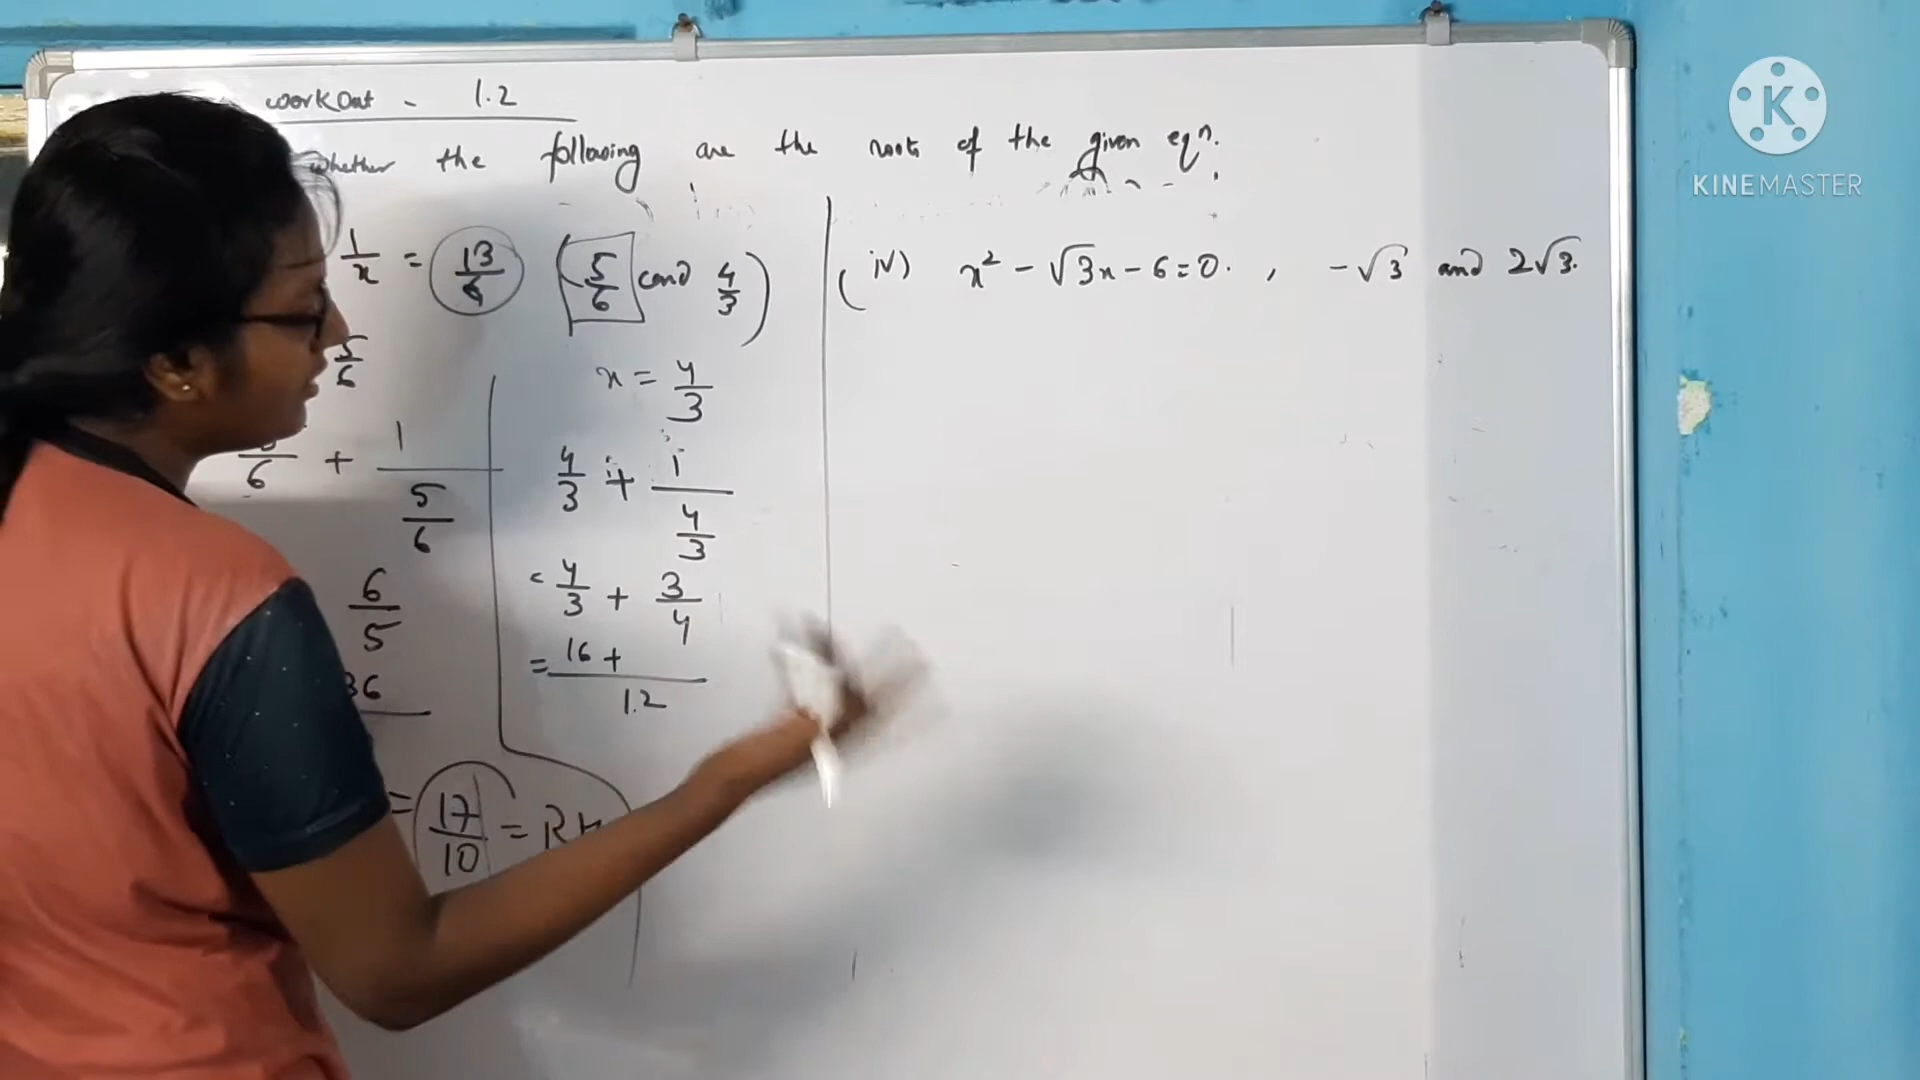 workout - 1.2
whether the following are the roots of the given eqn.
1/x = 13/6 (5/6 and 4/3)
5/6
/6 + 1/(5/6)
6/5
36
= 17/10 = RH
x = 4/3
4/3 + 1/(4/3)
= 4/3 + 3/4
= 16 + / 12
(iv) x² - √3x - 6 = 0. , -√3 and 2√3.
KINEMASTER